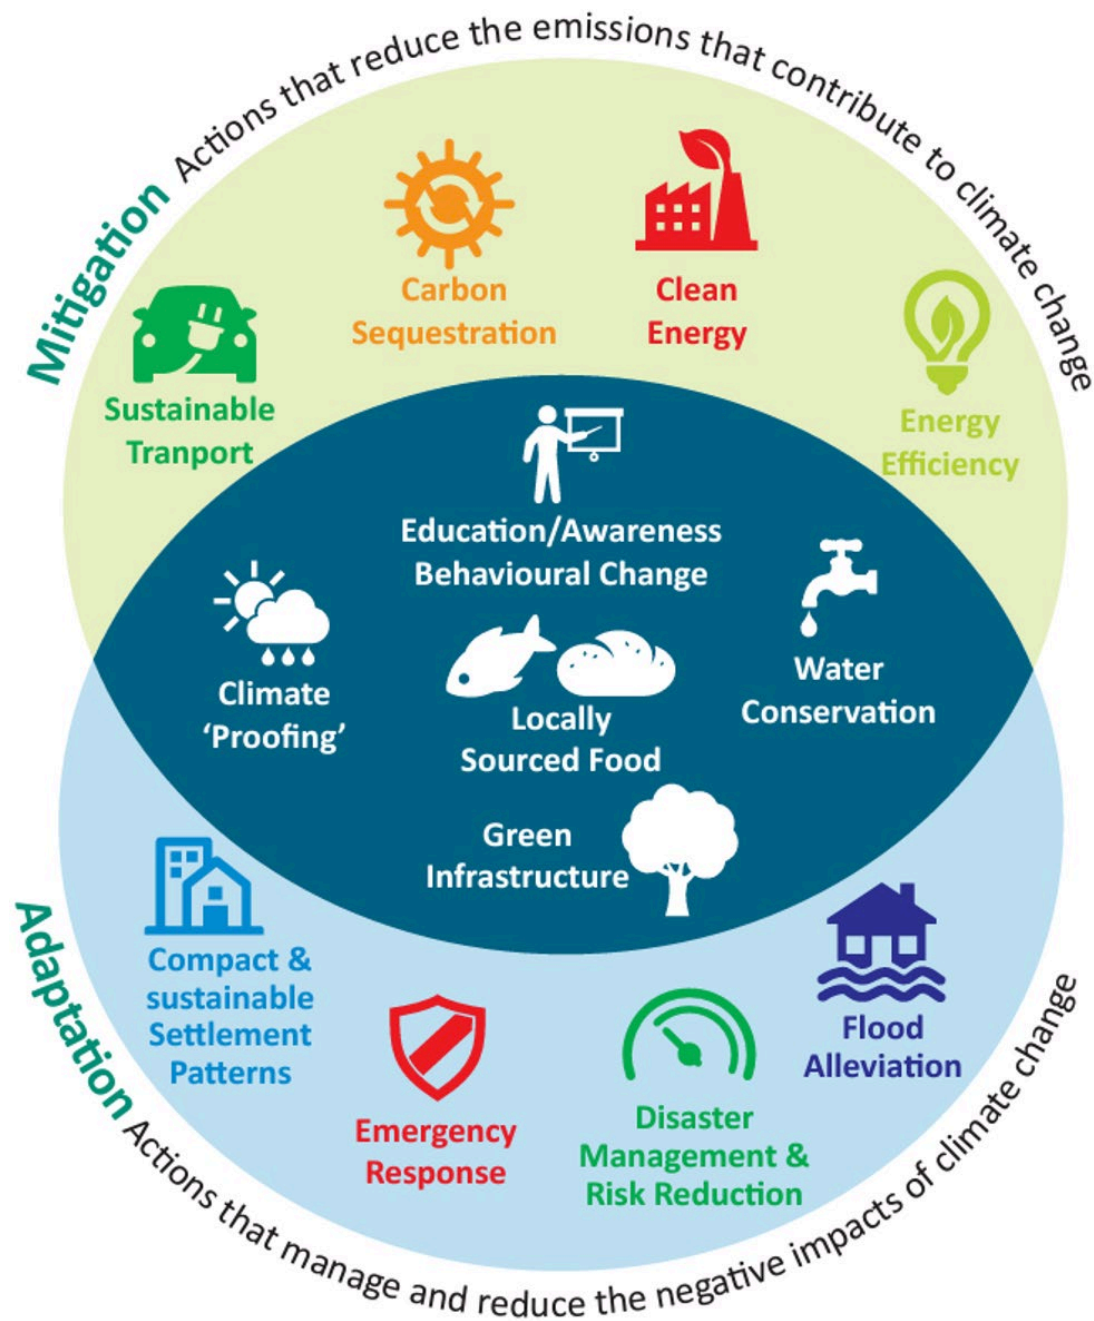 Mitigation Actions that reduce the emissions that contribute to climate change
Carbon
Sequestration
Clean
Energy
Sustainable
Tranport
Energy
Efficiency
Education/Awareness
Behavioural Change
Climate
‘Proofing’
Water
Conservation
Locally
Sourced Food
Green
Infrastructure
Compact &
sustainable
Settlement
Patterns
Emergency
Response
Disaster
Management &
Risk Reduction
Flood
Alleviation
Adaptation Actions that manage and reduce the negative impacts of climate change